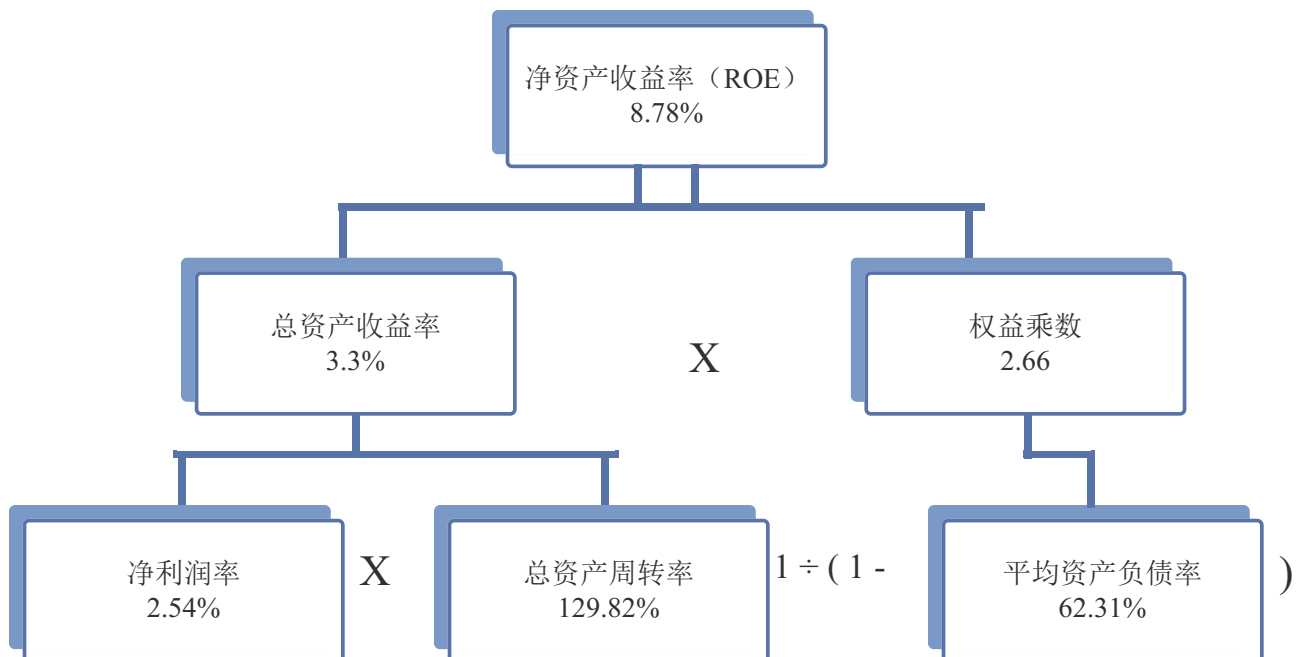 净资产收益率（ROE）
8.78%
总资产收益率
3.3%
X
权益乘数
2.66
净利润率
2.54%
X
总资产周转率
129.82%
1 ÷ ( 1 -
平均资产负债率
62.31%
)